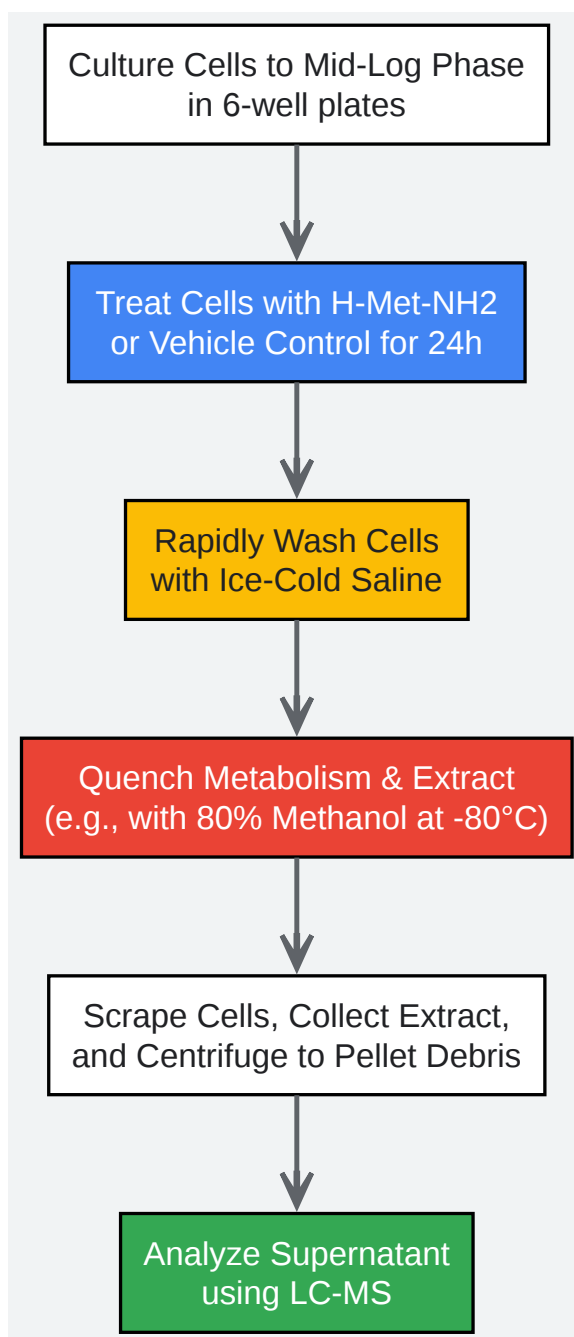 Culture Cells to Mid-Log Phase
in 6-well plates
Treat Cells with H-Met-NH2
or Vehicle Control for 24h
Rapidly Wash Cells
with Ice-Cold Saline
Quench Metabolism & Extract
(e.g., with 80% Methanol at -80°C)
Scrape Cells, Collect Extract,
and Centrifuge to Pellet Debris
Analyze Supernatant
using LC-MS